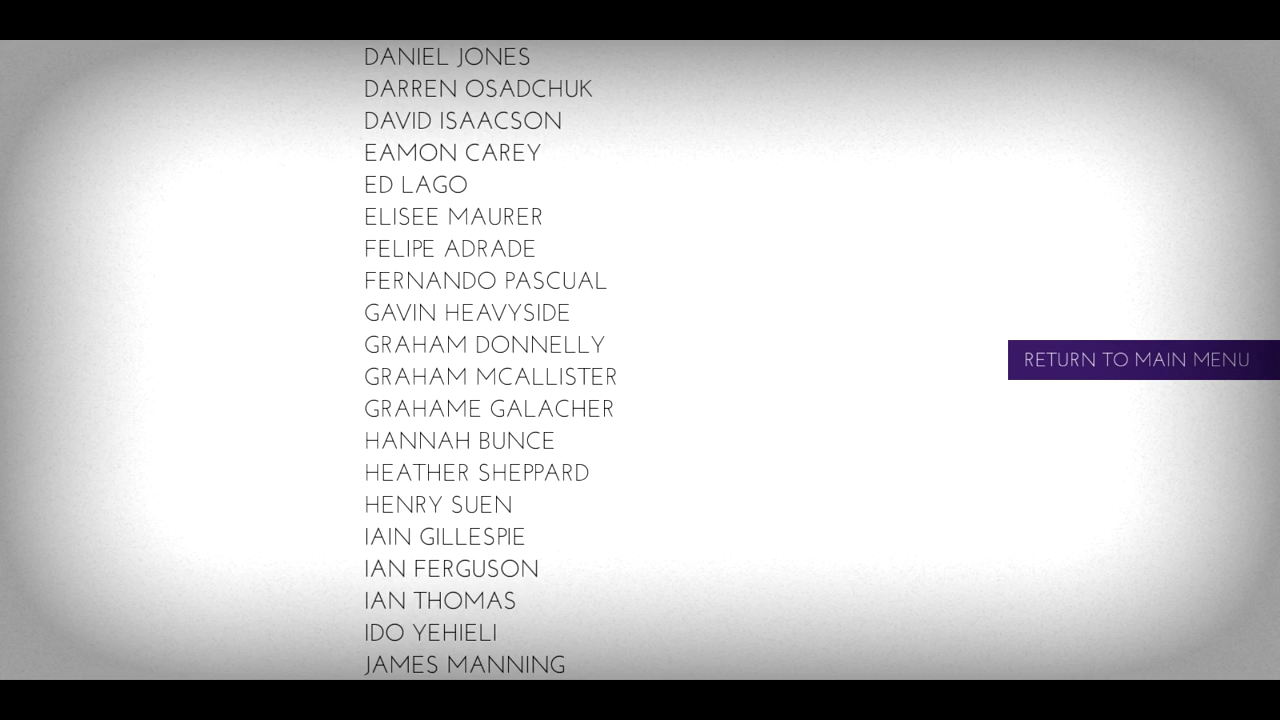 DANIEL JONES
DARREN OSADCHUK
DAVID ISAACSON
EAMON CAREY
ED LAGO
ELISEE MAURER
FELIPE ADRADE
FERNANDO PASCUAL
GAVIN HEAVYSIDE
GRAHAM DONNELLY
GRAHAM MCALLISTER
GRAHAME GALACHER
HANNAH BUNCE
HEATHER SHEPPARD
HENRY SUEN
IAIN GILLESPIE
IAN FERGUSON
IAN THOMAS
IDO YEHIELI
JAMES MANNING
RETURN TO MAIN MENU